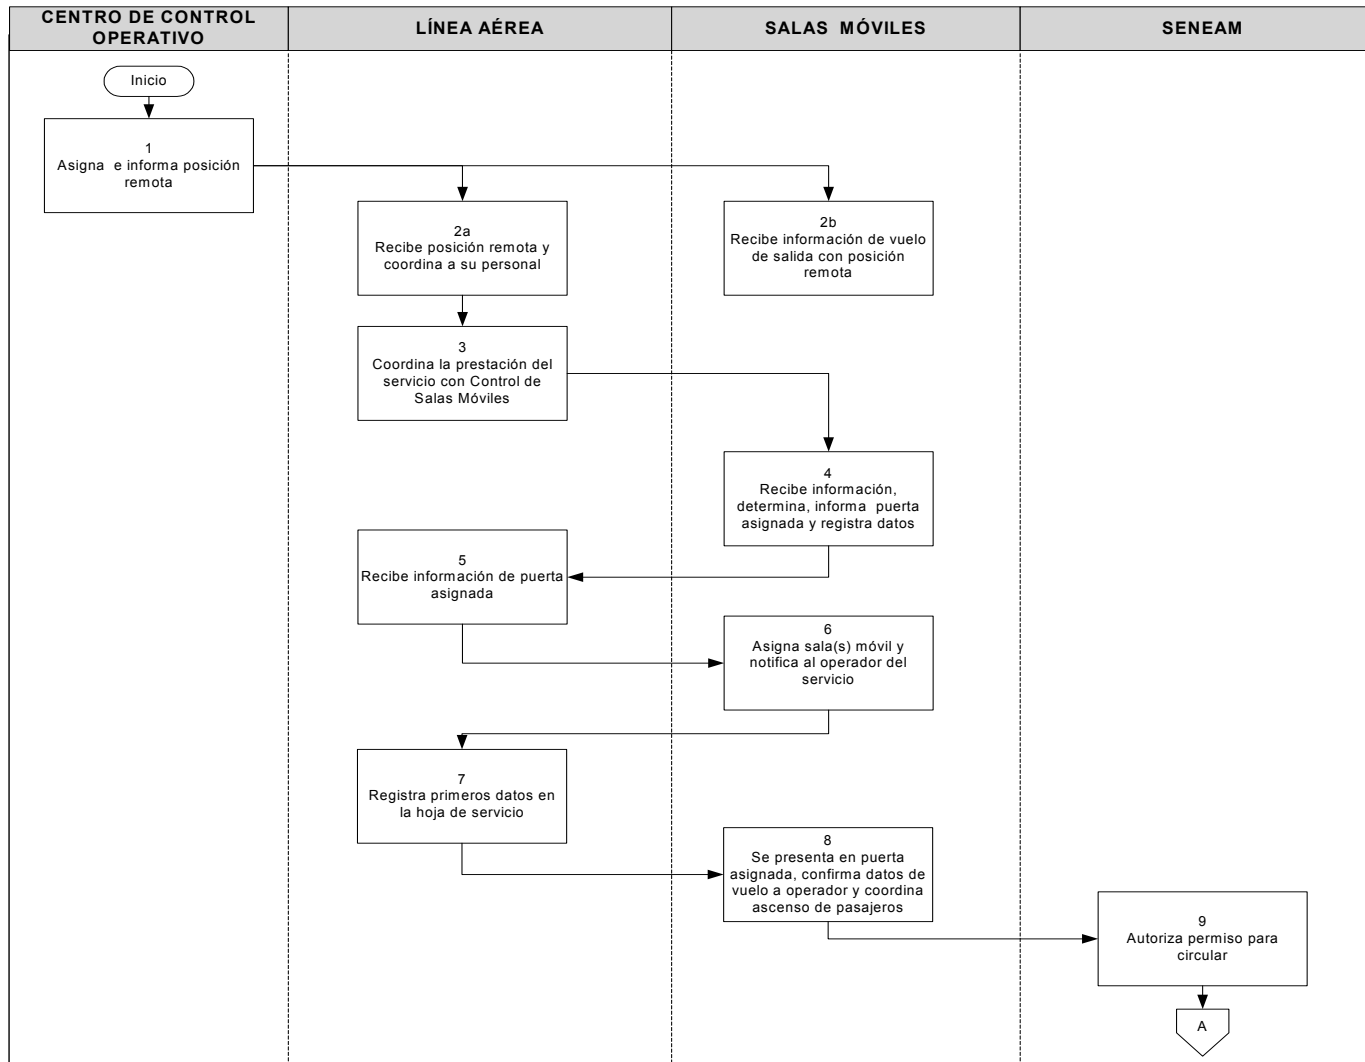 CENTRO DE CONTROL
OPERATIVO
LÍNEA AÉREA
SALAS MÓVILES
SENEAM
Inicio
1
Asigna e informa posición
remota
2a
Recibe posición remota y
coordina a su personal
2b
Recibe información de vuelo
de salida con posición
remota
3
Coordina la prestación del
servicio con Control de
Salas Móviles
4
Recibe información,
determina, informa puerta
asignada y registra datos
5
Recibe información de puerta
asignada
6
Asigna sala(s) móvil y
notifica al operador del
servicio
7
Registra primeros datos en
la hoja de servicio
8
Se presenta en puerta
asignada, confirma datos de
vuelo a operador y coordina
ascenso de pasajeros
9
Autoriza permiso para
circular
A